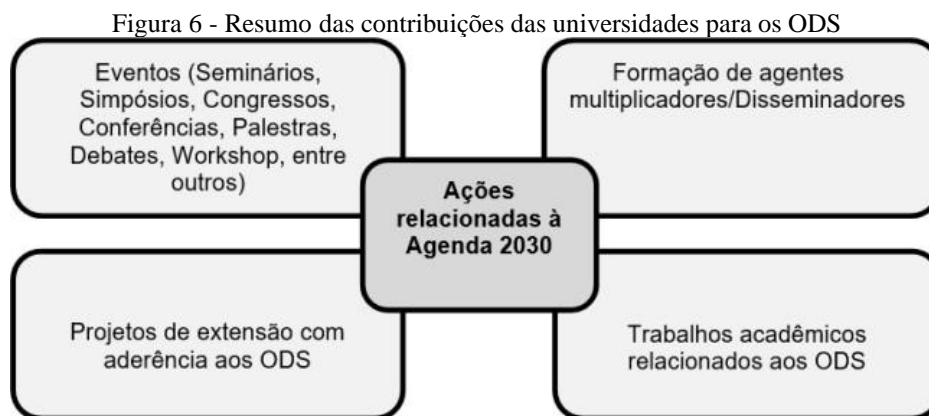 Figura 6 - Resumo das contribuições das universidades para os ODS
Eventos (Seminários,
Simpósios, Congressos,
Conferências, Palestras,
Debates, Workshop, entre
outros)
Formação de agentes
multiplicadores/Disseminadores
Ações
relacionadas à
Agenda 2030
Projetos de extensão com
aderência aos ODS
Trabalhos acadêmicos
relacionados aos ODS